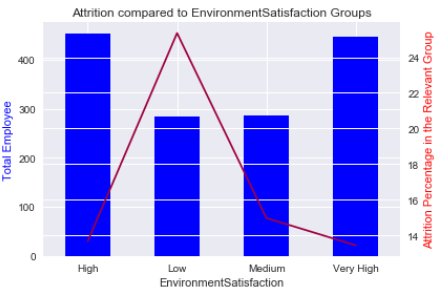 Attrition compared to EnvironmentSatisfaction Groups
Total Employee
400
300
200
100
0
24
22
20
18
16
14
Attrition Percentage in the Relevant Group
High
Low
Medium
Very High
EnvironmentSatisfaction